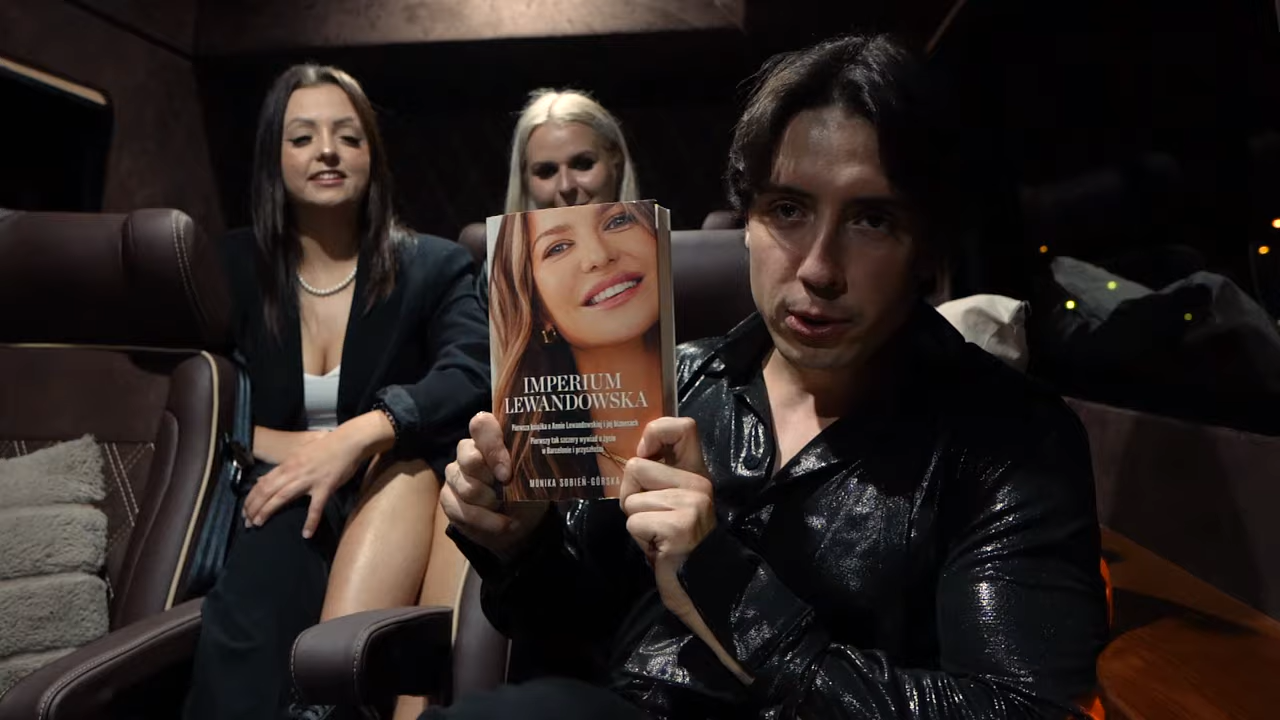 IMPERIUM
LEWANDOWSKA
Pierwsza książka o Annie Lewandowskiej i jej biznesach
Pierwszy tak szczery wywiad o życiu
w Barcelonie i przyszłości
MONIKA SOBIEŃ-GÓRSKA